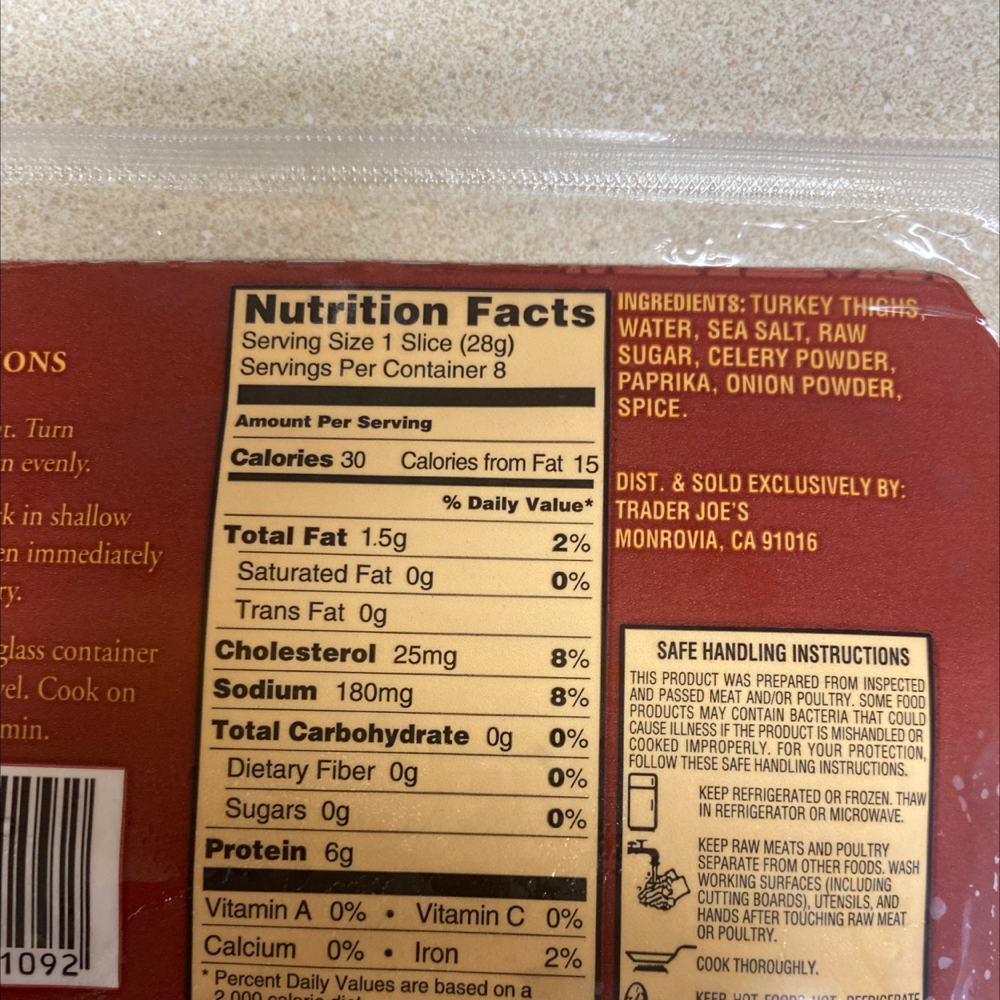 ONS
Turn
evenly.
in shallow
immediately
glass container
Cook on
min.
1092
Nutrition Facts
Serving Size 1 Slice (28g)
Servings Per Container 8
Amount Per Serving
Calories 30 Calories from Fat 15
% Daily Value*
Total Fat 1.5g 2%
Saturated Fat 0g 0%
Trans Fat 0g
Cholesterol 25mg 8%
Sodium 180mg 8%
Total Carbohydrate 0g 0%
Dietary Fiber 0g 0%
Sugars 0g 0%
Protein 6g
Vitamin A 0% • Vitamin C 0%
Calcium 0% • Iron 2%
* Percent Daily Values are based on a
2,000 calorie diet
INGREDIENTS: TURKEY THIGHS,
WATER, SEA SALT, RAW
SUGAR, CELERY POWDER,
PAPRIKA, ONION POWDER,
SPICE.
DIST. & SOLD EXCLUSIVELY BY:
TRADER JOE'S
MONROVIA, CA 91016
SAFE HANDLING INSTRUCTIONS
THIS PRODUCT WAS PREPARED FROM INSPECTED
AND PASSED MEAT AND/OR POULTRY. SOME FOOD
PRODUCTS MAY CONTAIN BACTERIA THAT COULD
CAUSE ILLNESS IF THE PRODUCT IS MISHANDLED OR
COOKED IMPROPERLY. FOR YOUR PROTECTION,
FOLLOW THESE SAFE HANDLING INSTRUCTIONS.
KEEP REFRIGERATED OR FROZEN. THAW
IN REFRIGERATOR OR MICROWAVE.
KEEP RAW MEATS AND POULTRY
SEPARATE FROM OTHER FOODS. WASH
WORKING SURFACES (INCLUDING
CUTTING BOARDS), UTENSILS, AND
HANDS AFTER TOUCHING RAW MEAT
OR POULTRY.
COOK THOROUGHLY.
KEEP HOT FOODS HOT. REFRIGERATE